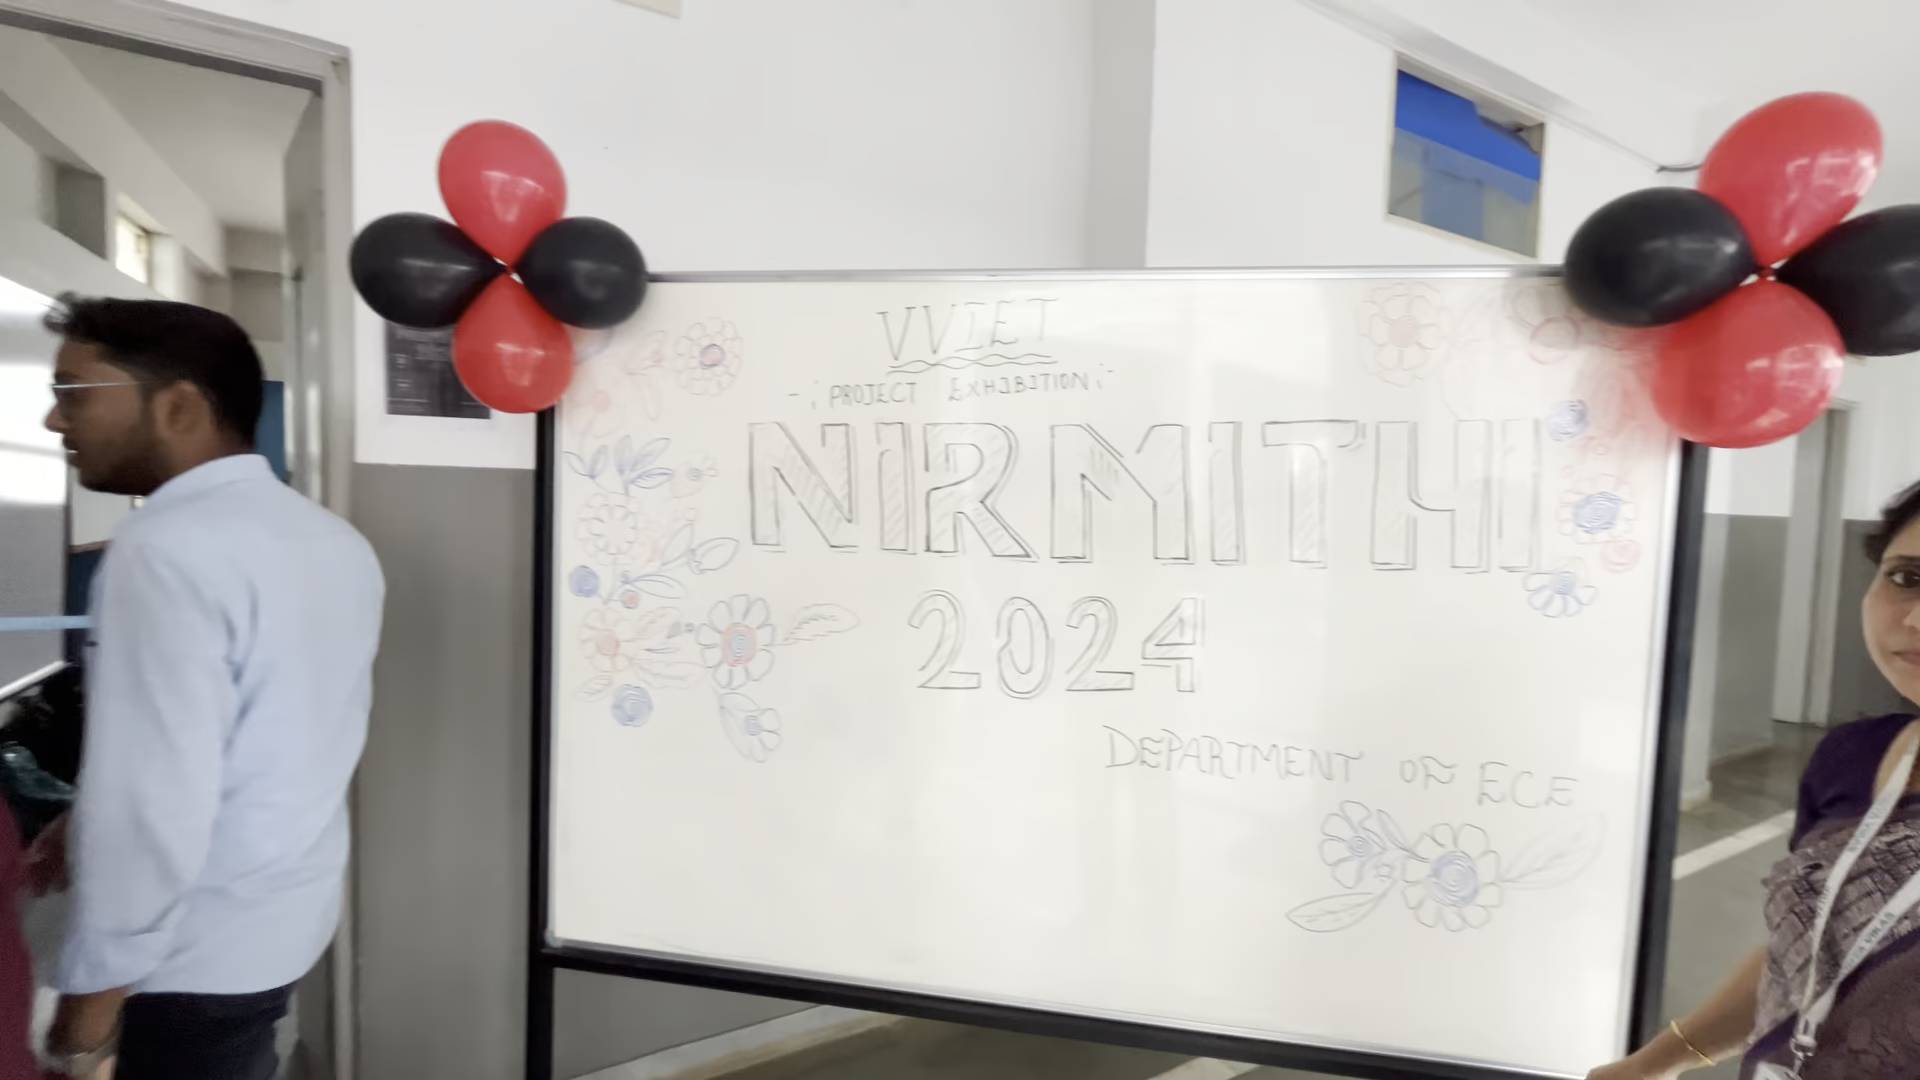 VVIET
-: PROJECT EXHIBITION :-
NIRMITHI
2024
DEPARTMENT OF ECE